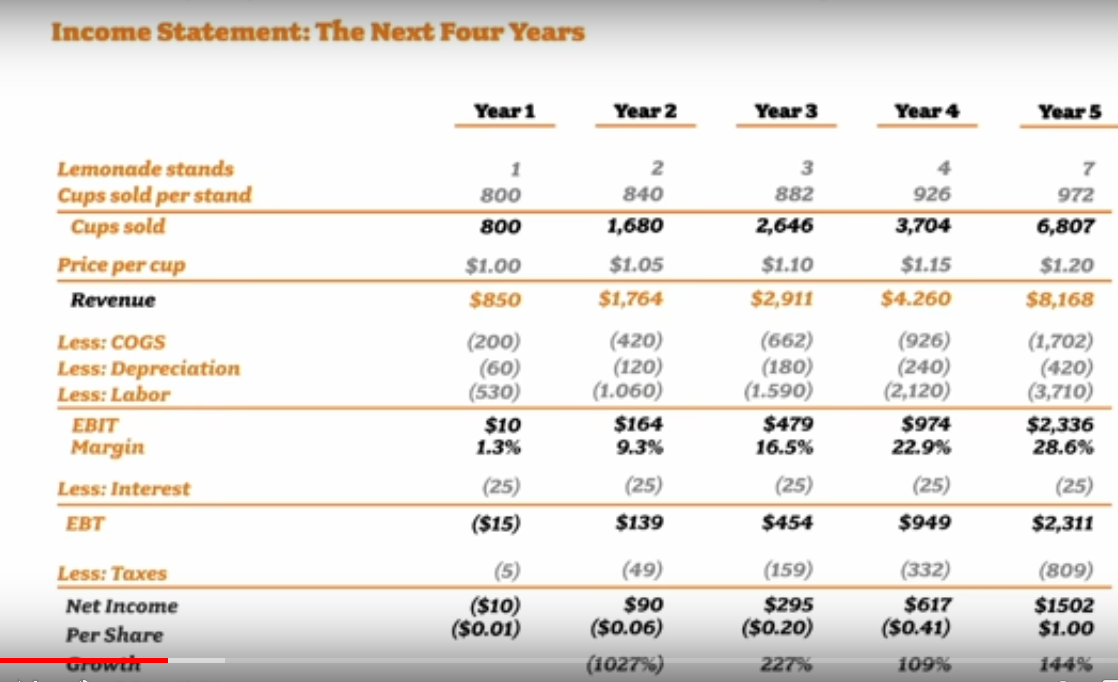 Income Statement: The Next Four Years
Year 1 Year 2 Year 3 Year 4 Year 5
Lemonade stands 1 2 3 4 7
Cups sold per stand 800 840 882 926 972
Cups sold 800 1,680 2,646 3,704 6,807
Price per cup $1.00 $1.05 $1.10 $1.15 $1.20
Revenue $850 $1,764 $2,911 $4.260 $8,168
Less: COGS (200) (420) (662) (926) (1,702)
Less: Depreciation (60) (120) (180) (240) (420)
Less: Labor (530) (1.060) (1.590) (2,120) (3,710)
EBIT $10 $164 $479 $974 $2,336
Margin 1.3% 9.3% 16.5% 22.9% 28.6%
Less: Interest (25) (25) (25) (25) (25)
EBT ($15) $139 $454 $949 $2,311
Less: Taxes (5) (49) (159) (332) (809)
Net Income ($10) $90 $295 $617 $1502
Per Share ($0.01) ($0.06) ($0.20) ($0.41) $1.00
Growth (1027%) 227% 109% 144%